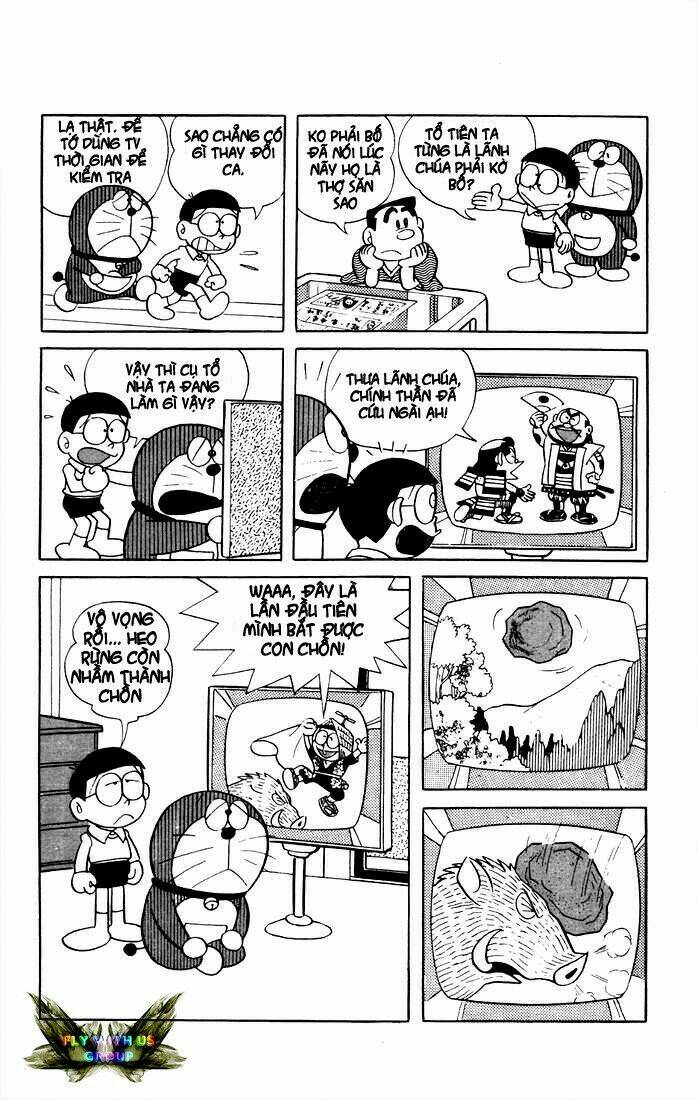 TỔ TIÊN TA
TỪNG LÀ LÃNH
CHÚA PHẢI KỜ
BỐ?
KO PHẢI BỐ
ĐÃ NÓI LÚC
NÃY HỌ LÀ
THỢ SĂN
SAO
SAO CHẲNG CÓ
GÌ THAY ĐỔI
CA.
LẠ THẬT. ĐỂ
TỚ DÙNG TV
THỜI GIAN ĐỂ
KIỂM TRA
THƯA LÃNH CHÚA,
CHÍNH THẦN ĐÃ
CỨU NGÀI ẠH!
VẬY THÌ CỤ TỔ
NHÀ TA ĐANG
LÀM GÌ VẬY?
WAAA, ĐÂY LÀ
LẦN ĐẦU TIÊN
MÌNH BẮT ĐƯỢC
CON CHỒN!
VÔ VỌNG
RỒI... HEO
RỪNG CÒN
NHẦM THÀNH
CHỒN
FLY WITH US
GROUP